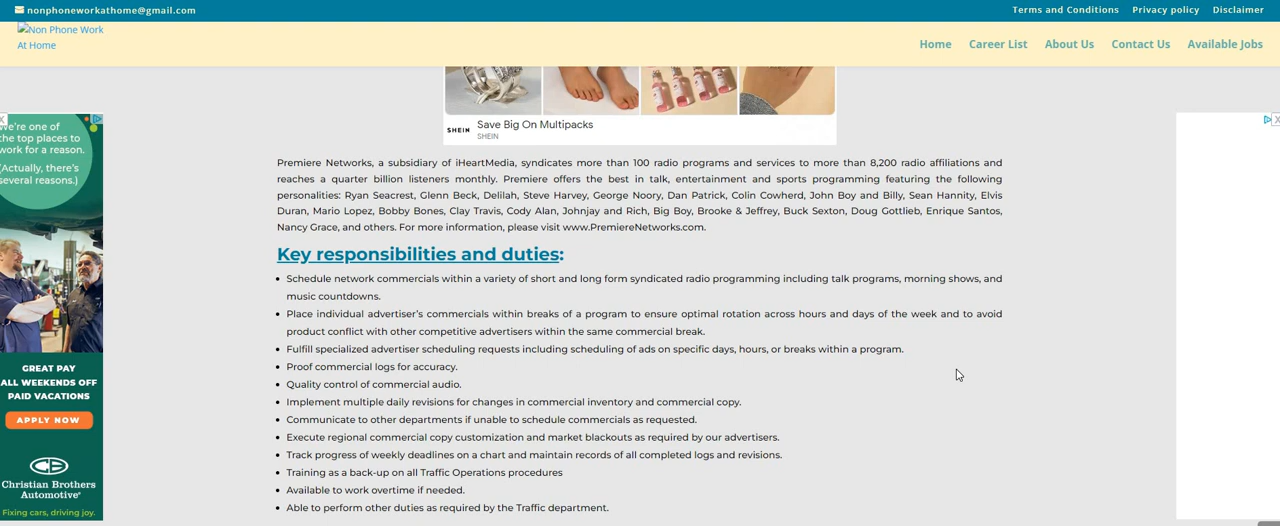 nonphoneworkathome@gmail.com
Terms and Conditions Privacy policy Disclaimer
Non Phone Work
At Home
Home Career List About Us Contact Us Available Jobs
SHEIN
Save Big On Multipacks
SHEIN
X
We're one of
the top places to
work for a reason.
(Actually, there's
several reasons.)
X
Premiere Networks, a subsidiary of iHeartMedia, syndicates more than 100 radio programs and services to more than 8,200 radio affiliations and
reaches a quarter billion listeners monthly. Premiere offers the best in talk, entertainment and sports programming featuring the following
personalities: Ryan Seacrest, Glenn Beck, Delilah, Steve Harvey, George Noory, Dan Patrick, Colin Cowherd, John Boy and Billy, Sean Hannity, Elvis
Duran, Mario Lopez, Bobby Bones, Clay Travis, Cody Alan, Johnjay and Rich, Big Boy, Brooke & Jeffrey, Buck Sexton, Doug Gottlieb, Enrique Santos,
Nancy Grace, and others. For more information, please visit www.PremiereNetworks.com.
Key responsibilities and duties:
• Schedule network commercials within a variety of short and long form syndicated radio programming including talk programs, morning shows, and
music countdowns.
• Place individual advertiser's commercials within breaks of a program to ensure optimal rotation across hours and days of the week and to avoid
product conflict with other competitive advertisers within the same commercial break.
• Fulfill specialized advertiser scheduling requests including scheduling of ads on specific days, hours, or breaks within a program.
• Proof commercial logs for accuracy.
• Quality control of commercial audio.
• Implement multiple daily revisions for changes in commercial inventory and commercial copy.
• Communicate to other departments if unable to schedule commercials as requested.
• Execute regional commercial copy customization and market blackouts as required by our advertisers.
• Track progress of weekly deadlines on a chart and maintain records of all completed logs and revisions.
• Training as a back-up on all Traffic Operations procedures
• Available to work overtime if needed.
• Able to perform other duties as required by the Traffic department.
GREAT PAY
ALL WEEKENDS OFF
PAID VACATIONS
APPLY NOW
Christian Brothers
Automotive
Fixing cars, driving joy.